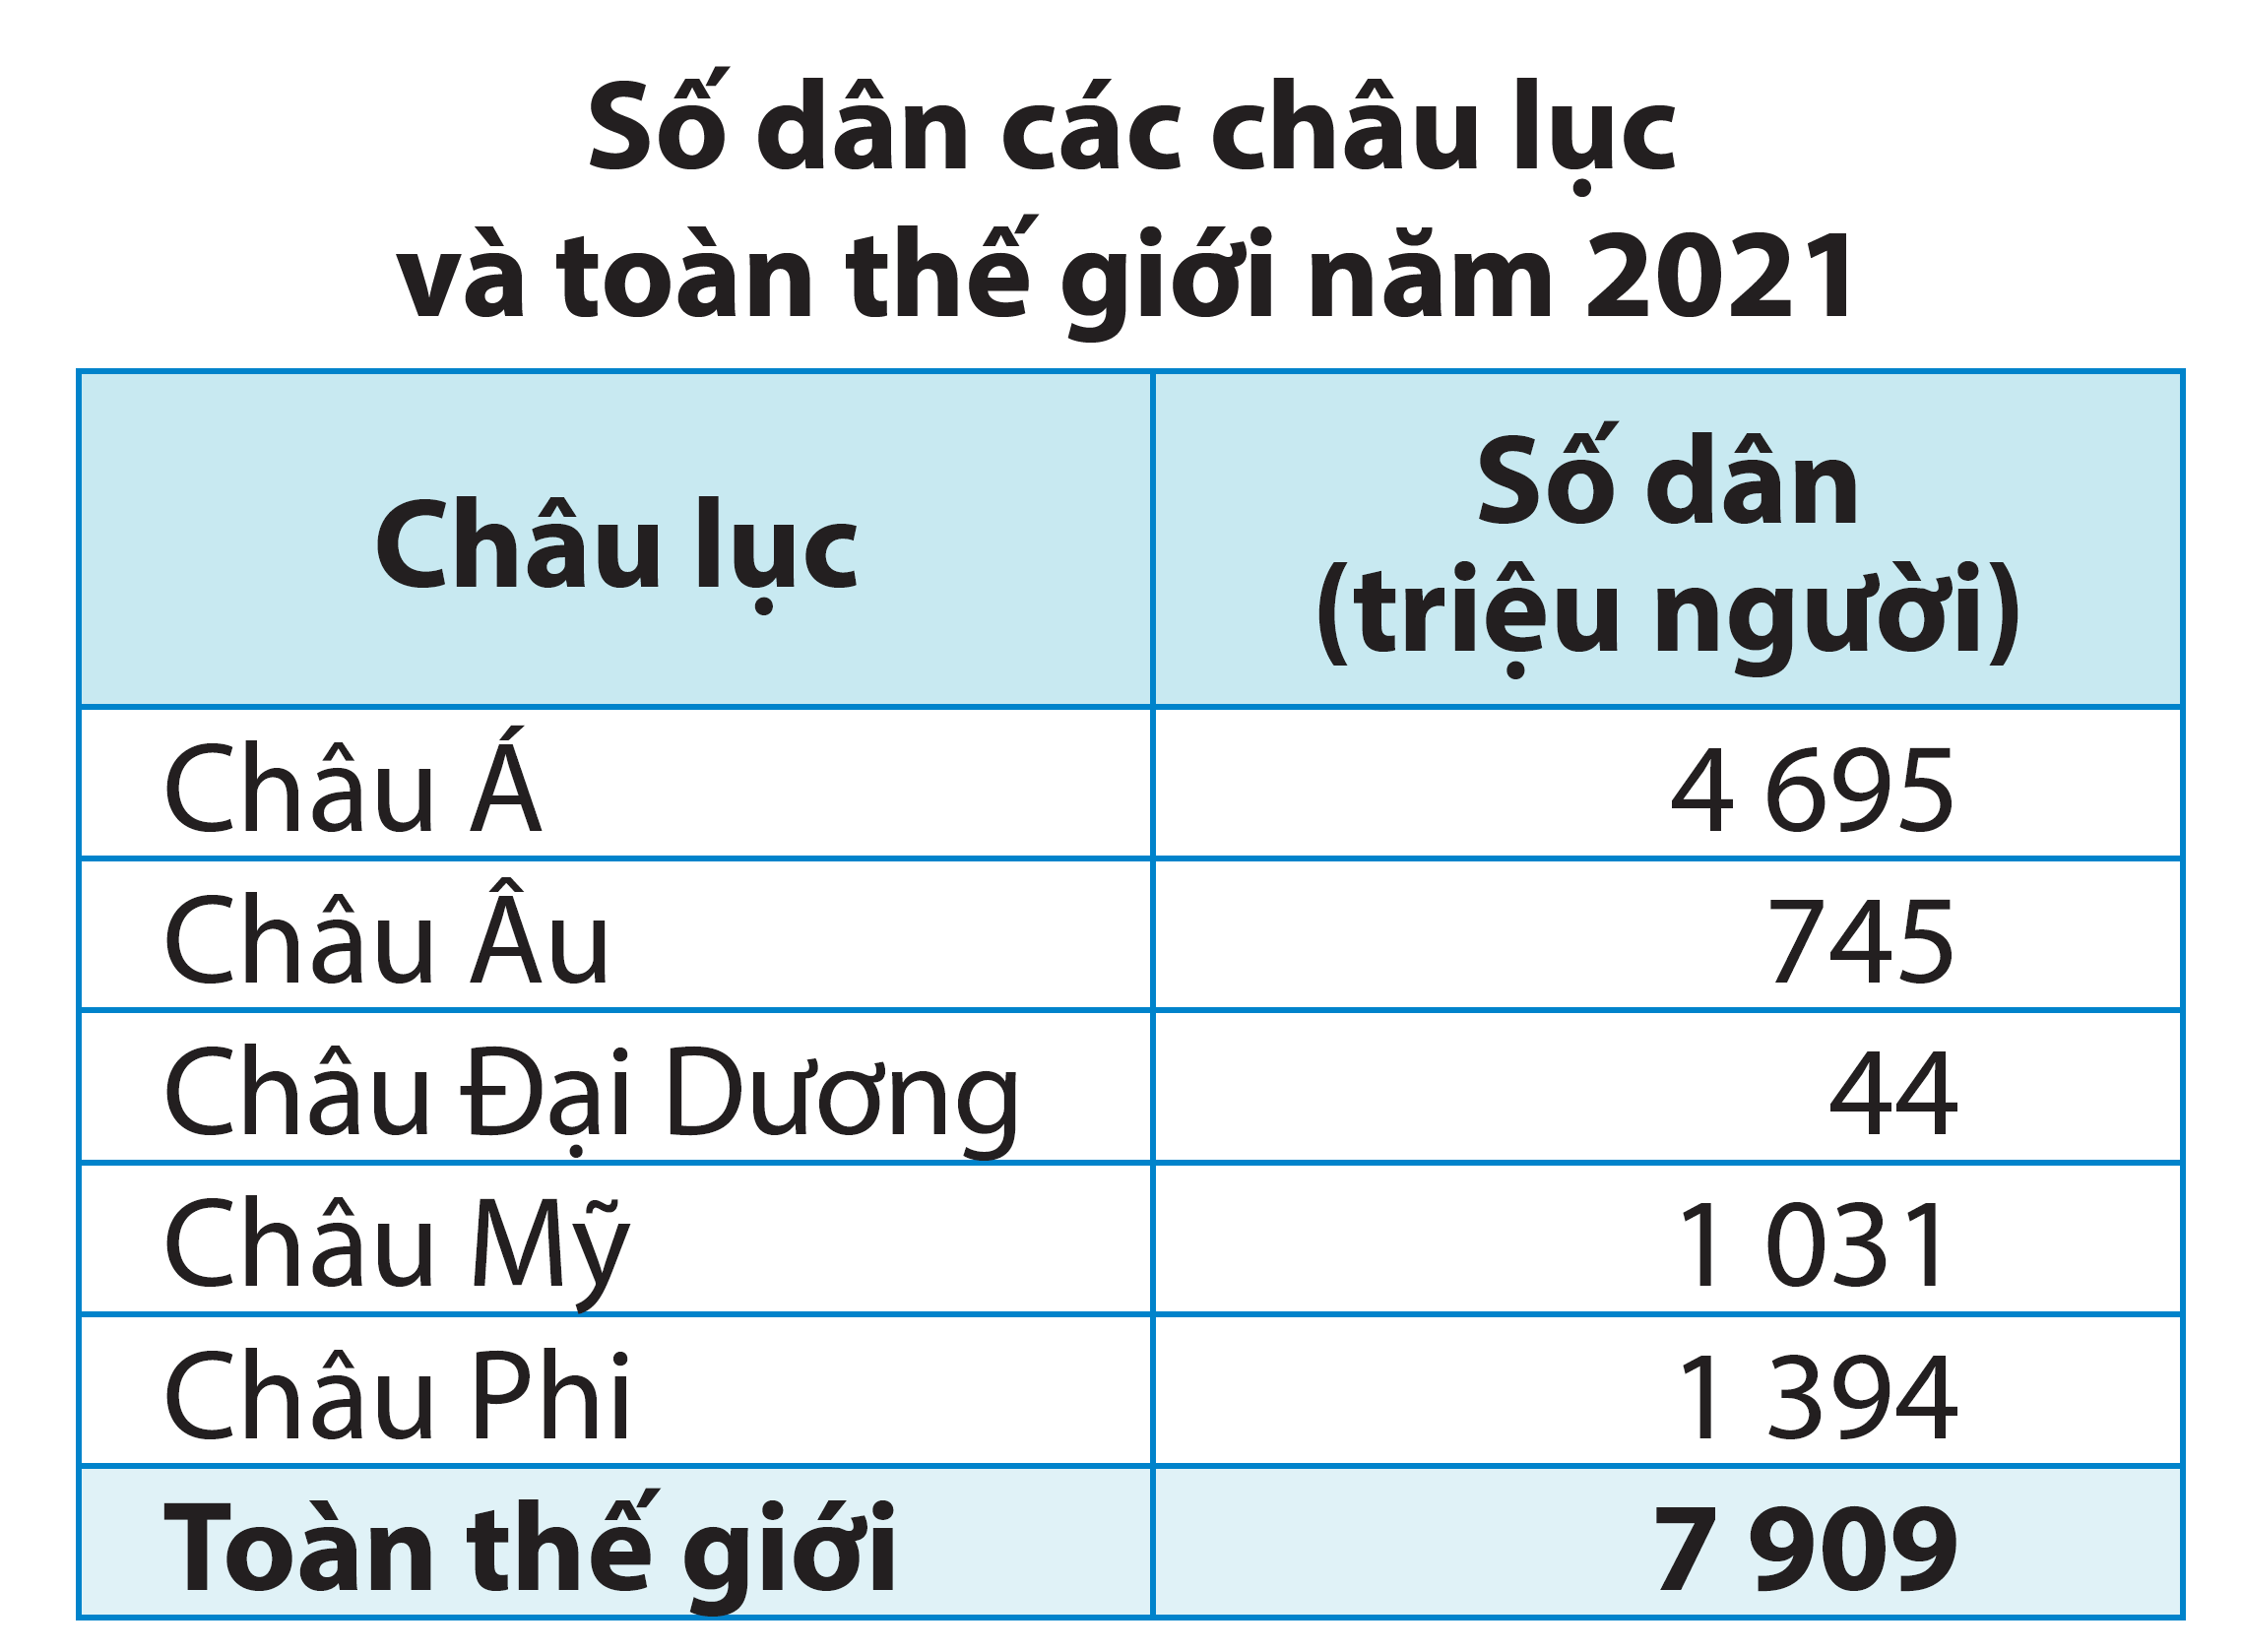 Số dân các châu lục
và toàn thế giới năm 2021
Châu lục
Số dân
(triệu người)
Châu Á 4 695
Châu Âu 745
Châu Đại Dương 44
Châu Mỹ 1 031
Châu Phi 1 394
Toàn thế giới 7 909